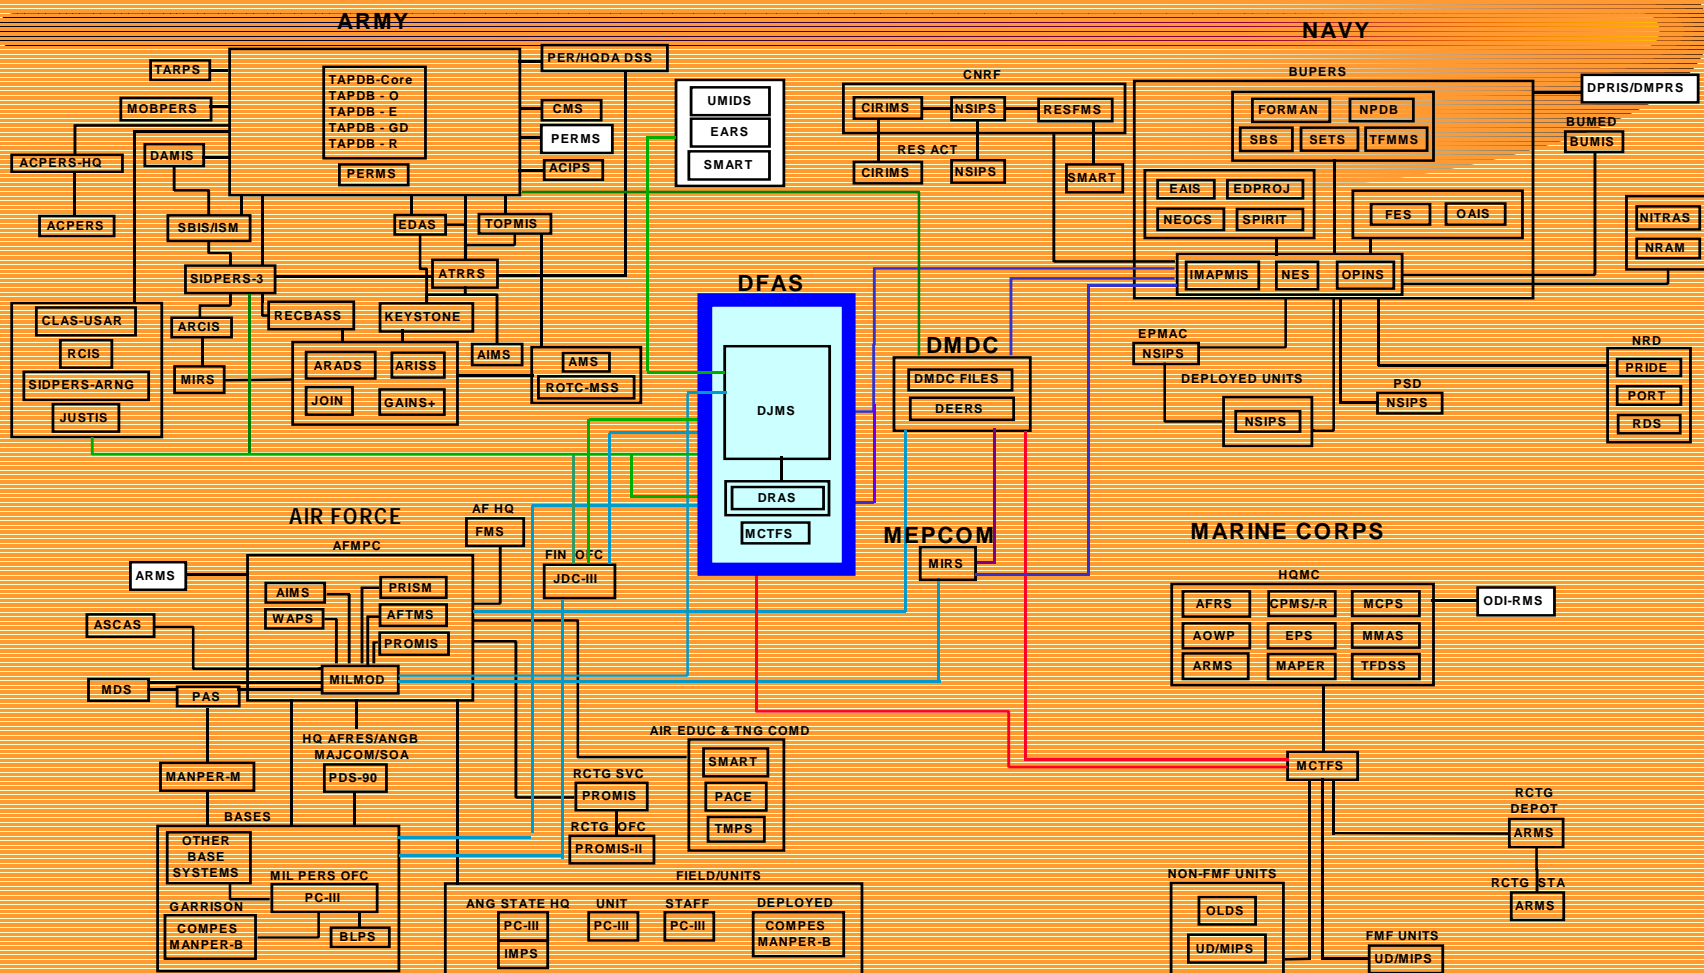 ARMY
TARPS
MOBPERS
ACPERS-HQ
DAMIS
ACPERS
SBIS/ISM
TAPDB-Core
TAPDB - O
TAPDB - E
TAPDB - GD
TAPDB - R
PERMS
PER/HQDA DSS
CMS
PERMS
ACIPS
EDAS
TOPMIS
SIDPERS-3
ATRRS
CLAS-USAR
RCIS
SIDPERS-ARNG
JUSTIS
ARCIS
RECBASS
KEYSTONE
MIRS
ARADS
ARISS
JOIN
GAINS+
AIMS
AMS
ROTC-MSS
UMIDS
EARS
SMART
NAVY
CNRF
CIRIMS
NSIPS
RESFMS
RES ACT
CIRIMS
NSIPS
SMART
BUPERS
FORMAN
NPDB
SBS
SETS
TFMMS
EAIS
EDPROJ
NEOCS
SPIRIT
FES
OAIS
IMAPMIS
NES
OPINS
DPRIS/DMPRS
BUMED
BUMIS
NITRAS
NRAM
EPMAC
NSIPS
DEPLOYED UNITS
NSIPS
PSD
NSIPS
NRD
PRIDE
PORT
RDS
DFAS
DJMS
DRAS
MCTFS
DMDC
DMDC FILES
DEERS
MEPCOM
MIRS
AIR FORCE
AFMPC
ARMS
AIMS
WAPS
PRISM
AFTMS
PROMIS
MILMOD
ASCAS
MDS
PAS
AF HQ
FMS
FIN OFC
JDC-III
MANPER-M
HQ AFRES/ANGB
MAJCOM/SOA
PDS-90
BASES
OTHER
BASE
SYSTEMS
MIL PERS OFC
PC-III
GARRISON
COMPES
MANPER-B
BLPS
RCTG SVC
PROMIS
RCTG OFC
PROMIS-II
AIR EDUC & TNG COMD
SMART
PACE
TMPS
FIELD/UNITS
ANG STATE HQ
PC-III
IMPS
UNIT
PC-III
STAFF
PC-III
DEPLOYED
COMPES
MANPER-B
MARINE CORPS
HQMC
AFRS
CPMS/-R
MCPS
AOWP
EPS
MMAS
ARMS
MAPER
TFDSS
ODI-RMS
MCTFS
RCTG
DEPOT
ARMS
RCTG STA
ARMS
NON-FMF UNITS
OLDS
UD/MIPS
FMF UNITS
UD/MIPS